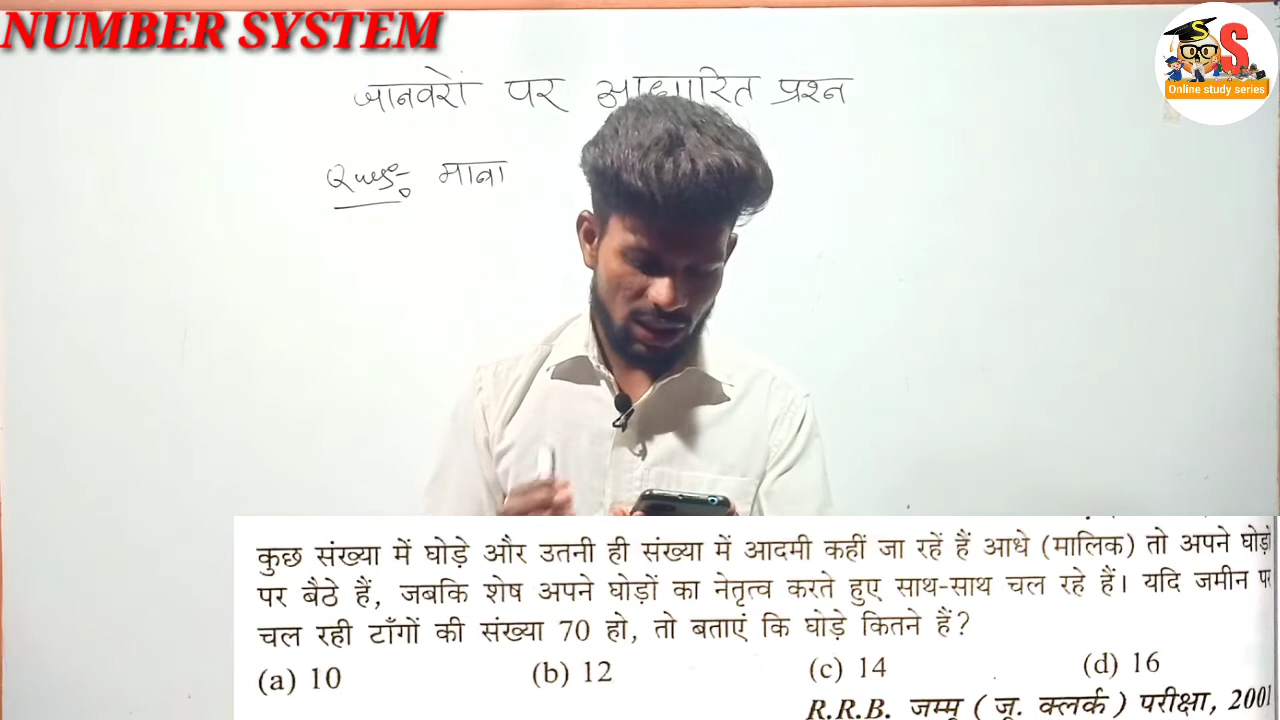 NUMBER SYSTEM
S
S
Online study series
जानवरों पर आधारित प्रश्न
Ques- माना
कुछ संख्या में घोड़े और उतनी ही संख्या में आदमी कहीं जा रहें हैं आधे (मालिक) तो अपने घोड़ों
पर बैठे हैं, जबकि शेष अपने घोड़ों का नेतृत्व करते हुए साथ-साथ चल रहे हैं। यदि जमीन पर
चल रही टाँगों की संख्या 70 हो, तो बताएं कि घोड़े कितने हैं?
(a) 10 (b) 12 (c) 14 (d) 16
R.R.B. जम्मू ( जू. क्लर्क ) परीक्षा, 2001